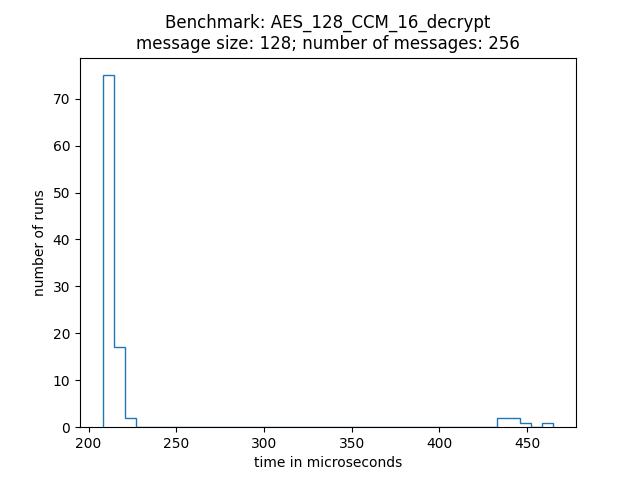 Benchmark: AES_128_CCM_16_decrypt
message size: 128; number of messages: 256
number of runs
70
60
50
40
30
20
10
0
200 250 300 350 400 450
time in microseconds